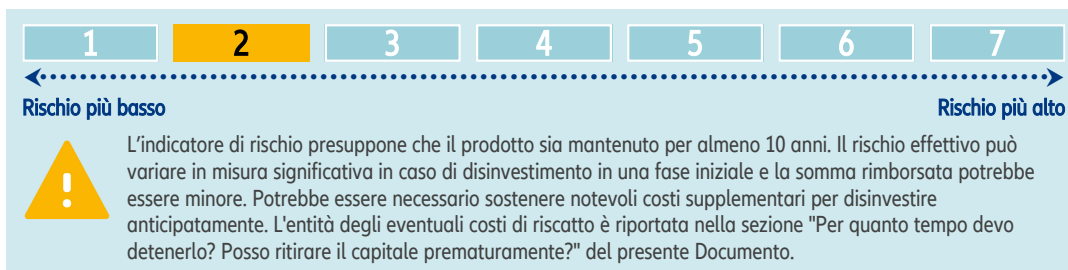 1 2 3 4 5 6 7
Rischio più basso Rischio più alto
L'indicatore di rischio presuppone che il prodotto sia mantenuto per almeno 10 anni. Il rischio effettivo può
variare in misura significativa in caso di disinvestimento in una fase iniziale e la somma rimborsata potrebbe
essere minore. Potrebbe essere necessario sostenere notevoli costi supplementari per disinvestire
anticipatamente. L'entità degli eventuali costi di riscatto è riportata nella sezione "Per quanto tempo devo
detenerlo? Posso ritirare il capitale prematuramente?" del presente Documento.